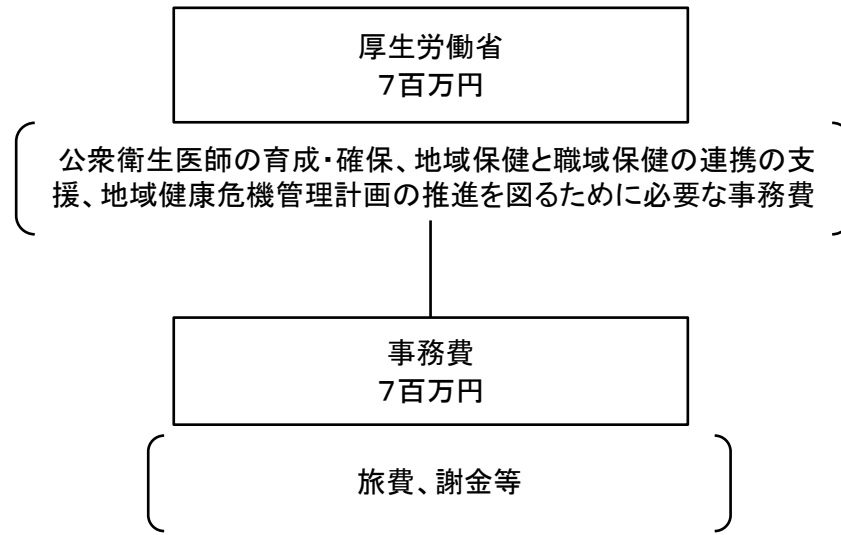 厚生労働省
７百万円
公衆衛生医師の育成・確保、地域保健と職域保健の連携の支
援、地域健康危機管理計画の推進を図るために必要な事務費
事務費
７百万円
旅費、謝金等